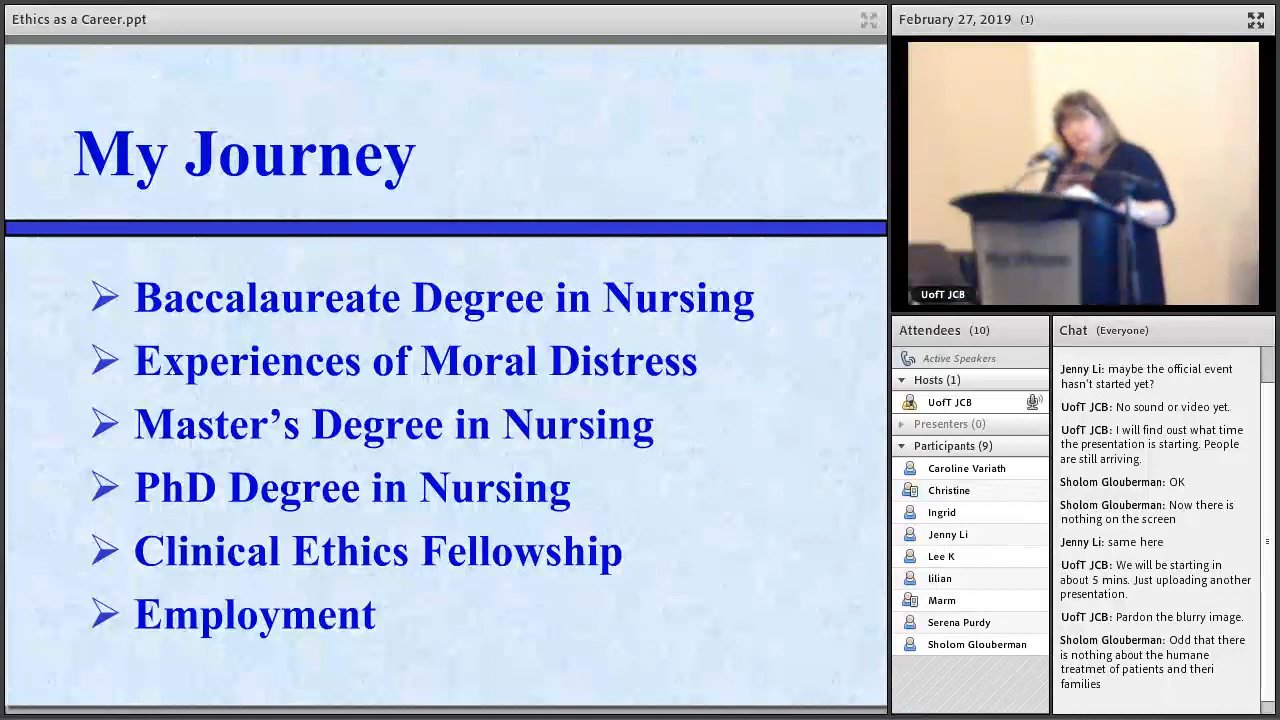 Ethics as a Career.ppt
My Journey
Baccalaureate Degree in Nursing
Experiences of Moral Distress
Master’s Degree in Nursing
PhD Degree in Nursing
Clinical Ethics Fellowship
Employment
February 27, 2019 (1)
UofT JCB
Attendees (10)
Active Speakers
Hosts (1)
UofT JCB
Presenters (0)
Participants (9)
Caroline Variath
Christine
Ingrid
Jenny Li
Lee K
lilian
Marm
Serena Purdy
Sholom Glouberman
Chat (Everyone)
Jenny Li: maybe the official event
hasn't started yet?
UofT JCB: No sound or video yet.
UofT JCB: I will find oust what time
the presentation is starting. People
are still arriving.
Sholom Glouberman: OK
Sholom Glouberman: Now there is
nothing on the screen
Jenny Li: same here
UofT JCB: We will be starting in
about 5 mins. Just uploading another
presentation.
UofT JCB: Pardon the blurry image.
Sholom Glouberman: Odd that there
is nothing about the humane
treatmet of patients and theri
families